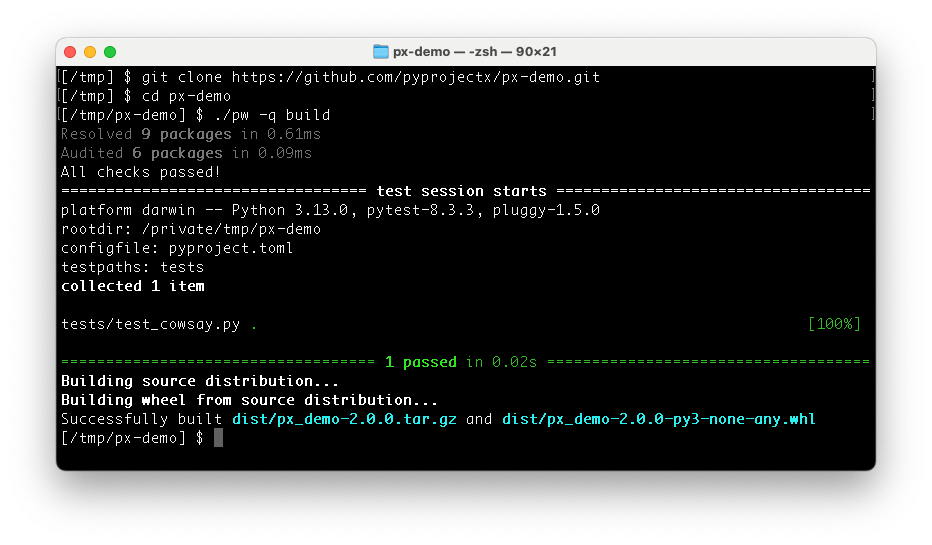 px-demo — -zsh — 90×21
[[/tmp] $ git clone https://github.com/pyprojectx/px-demo.git ]
[[/tmp] $ cd px-demo ]
[[/tmp/px-demo] $ ./pw -q build ]
Resolved 9 packages in 0.61ms
Audited 6 packages in 0.09ms
All checks passed!
================================== test session starts ===================================
platform darwin -- Python 3.13.0, pytest-8.3.3, pluggy-1.5.0
rootdir: /private/tmp/px-demo
configfile: pyproject.toml
testpaths: tests
collected 1 item
tests/test_cowsay.py . [100%]
=================================== 1 passed in 0.02s ====================================
Building source distribution...
Building wheel from source distribution...
Successfully built dist/px_demo-2.0.0.tar.gz and dist/px_demo-2.0.0-py3-none-any.whl
[/tmp/px-demo] $